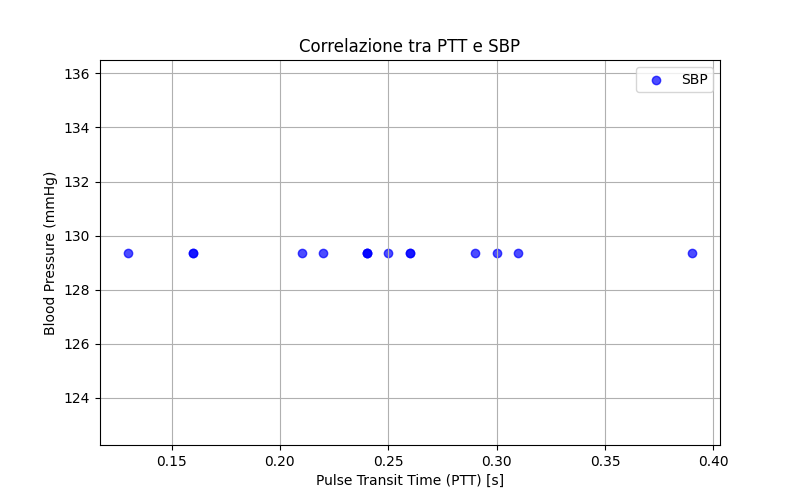 Correlazione tra PTT e SBP
SBP
Blood Pressure (mmHg)
136
134
132
130
128
126
124
0.15 0.20 0.25 0.30 0.35 0.40
Pulse Transit Time (PTT) [s]